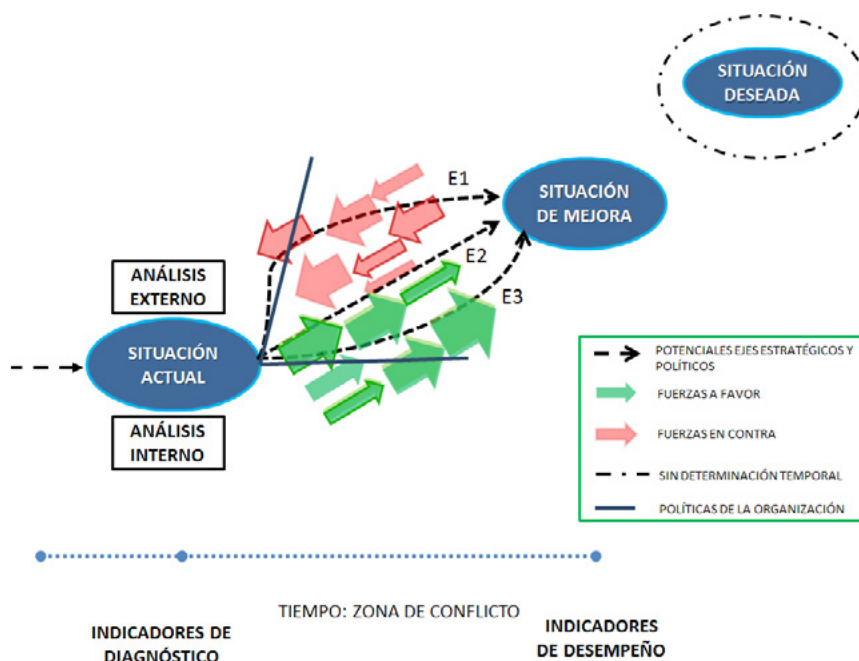 SITUACIÓN
DESEADA
E1
SITUACIÓN
DE MEJORA
E2
ANÁLISIS
EXTERNO
E3
SITUACIÓN
ACTUAL
ANÁLISIS
INTERNO
POTENCIALES EJES ESTRATÉGICOS Y
POLÍTICOS
FUERZAS A FAVOR
FUERZAS EN CONTRA
SIN DETERMINACIÓN TEMPORAL
POLÍTICAS DE LA ORGANIZACIÓN
TIEMPO: ZONA DE CONFLICTO
INDICADORES DE
DIAGNÓSTICO
INDICADORES
DE DESEMPEÑO